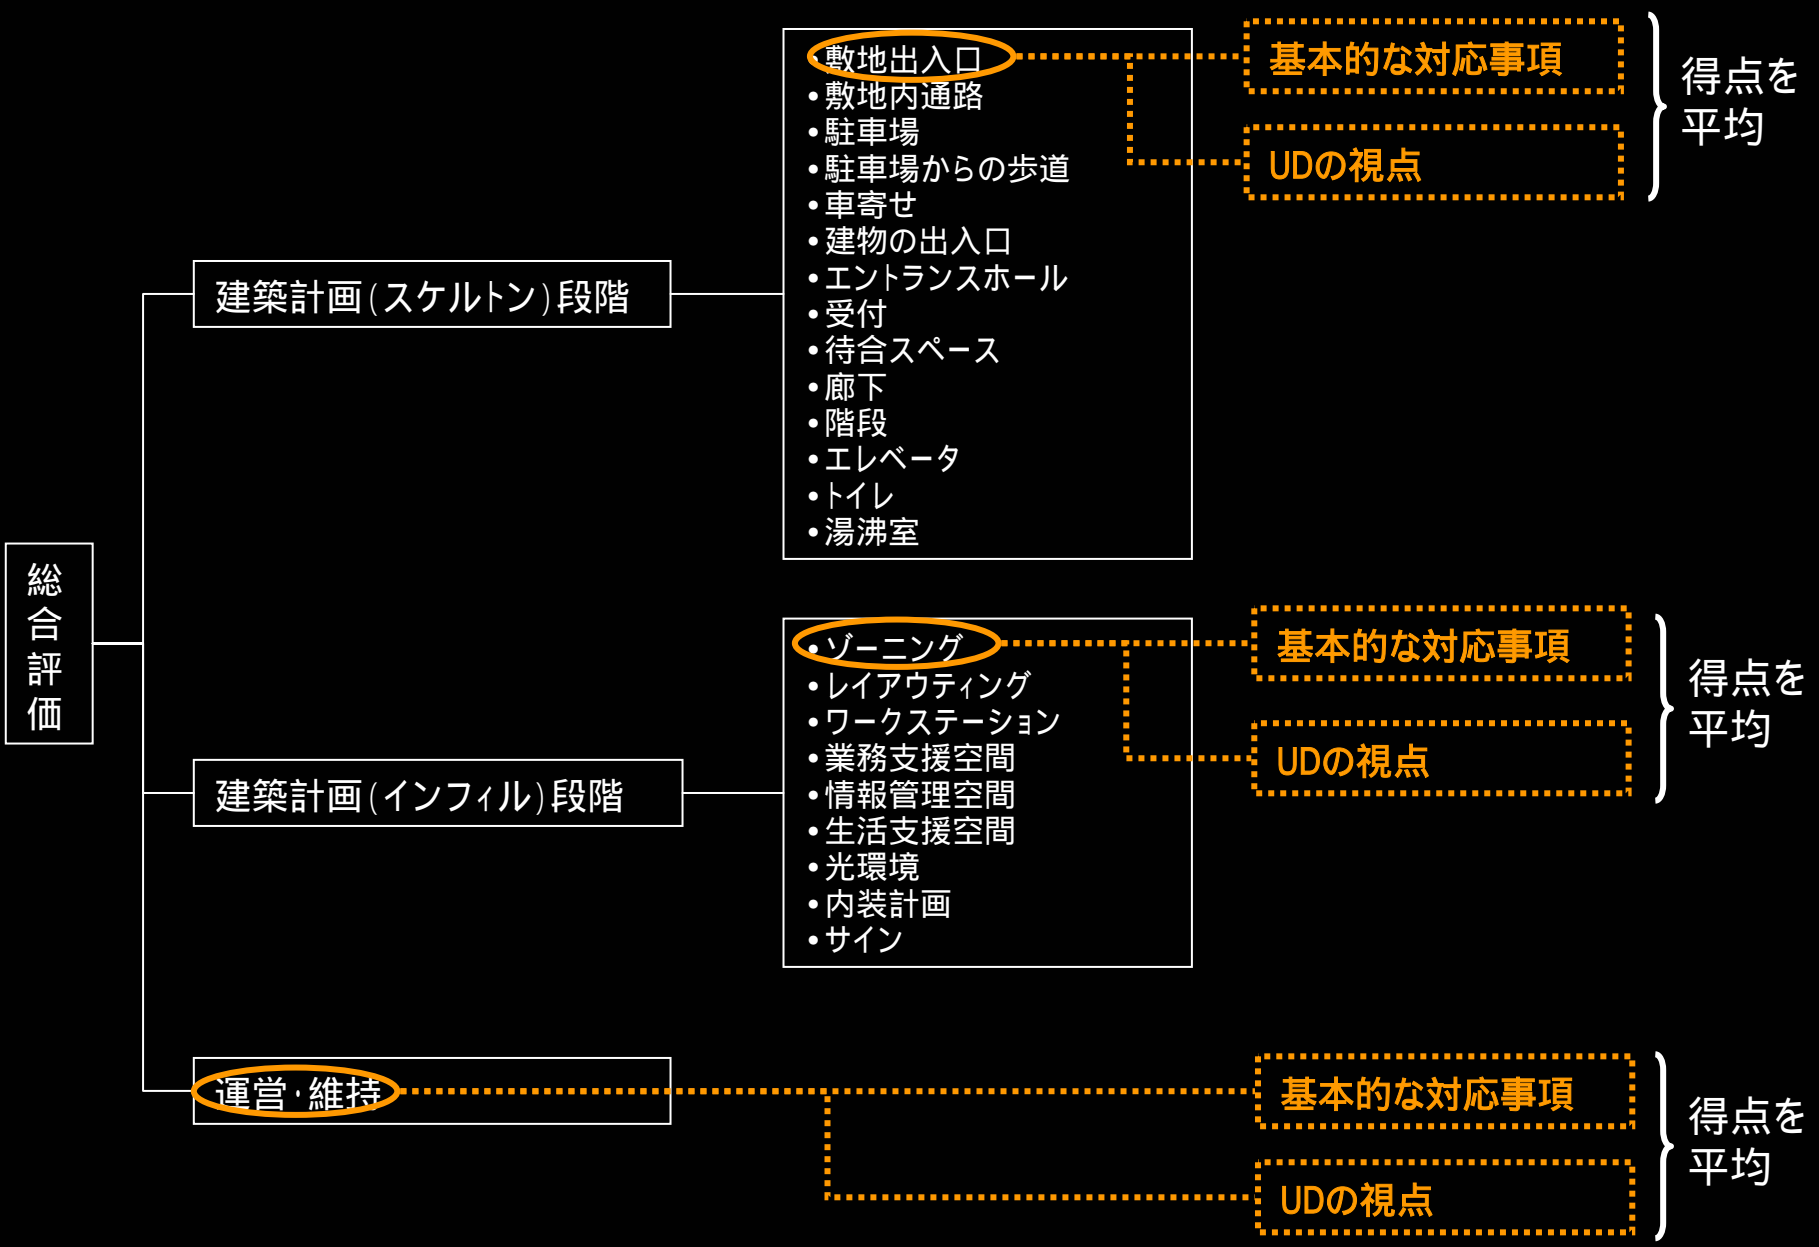 総合評価
建築計画(スケルトン)段階
・敷地出入口
・敷地内通路
・駐車場
・駐車場からの歩道
・車寄せ
・建物の出入口
・エントランスホール
・受付
・待合スペース
・廊下
・階段
・エレベータ
・トイレ
・湯沸室
基本的な対応事項
UDの視点
得点を
平均
建築計画(インフィル)段階
・ゾーニング
・レイアウティング
・ワークステーション
・業務支援空間
・情報管理空間
・生活支援空間
・光環境
・内装計画
・サイン
基本的な対応事項
UDの視点
得点を
平均
運営・維持
基本的な対応事項
UDの視点
得点を
平均